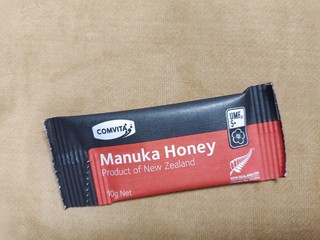 COMVITA
UMF®
5+
Manuka Honey
Product of New Zealand
10g Net